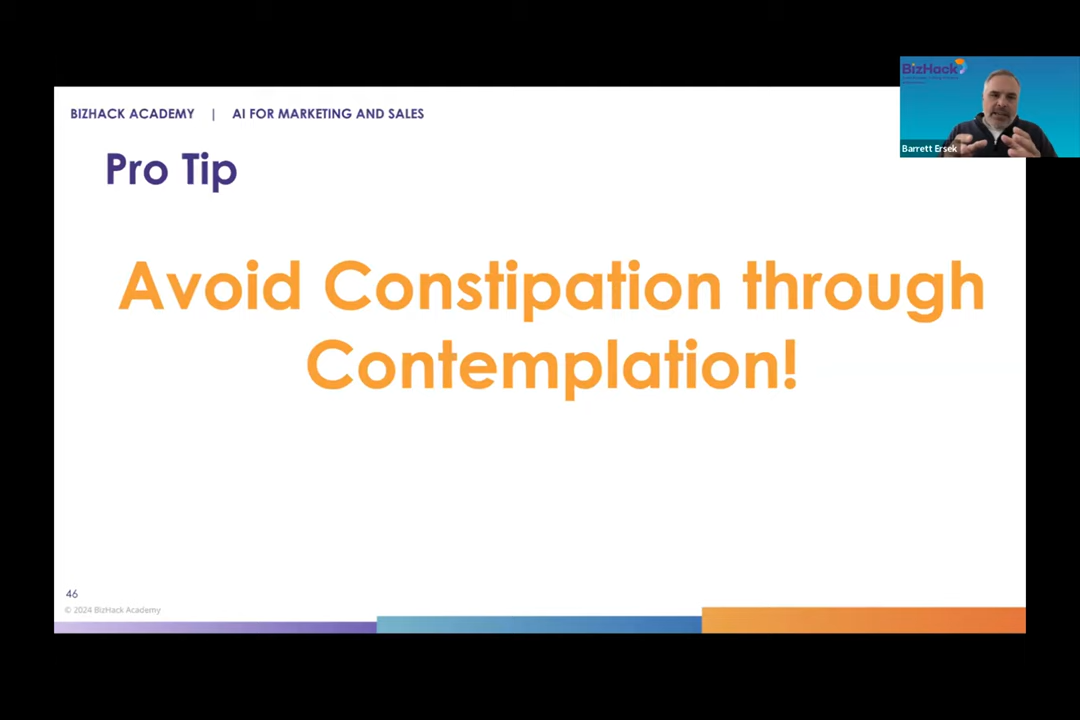 BIZHACK ACADEMY | AI FOR MARKETING AND SALES
BizHack
Barrett Ersek
Pro Tip
Avoid Constipation through
Contemplation!
46
© 2024 BizHack Academy